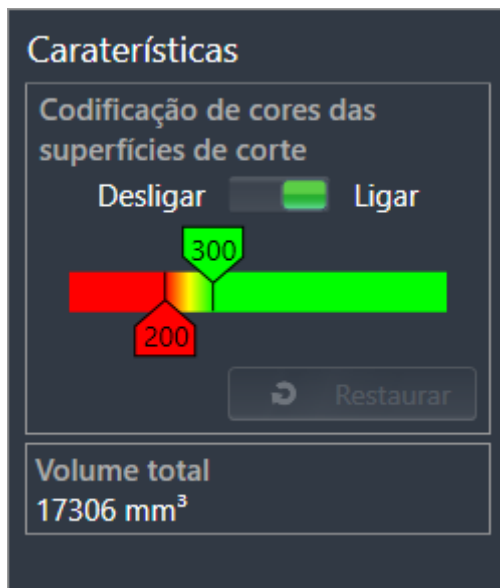 Caraterísticas
Codificação de cores das
superfícies de corte
Desligar Ligar
300
200
Restaurar
Volume total
17306 mm³